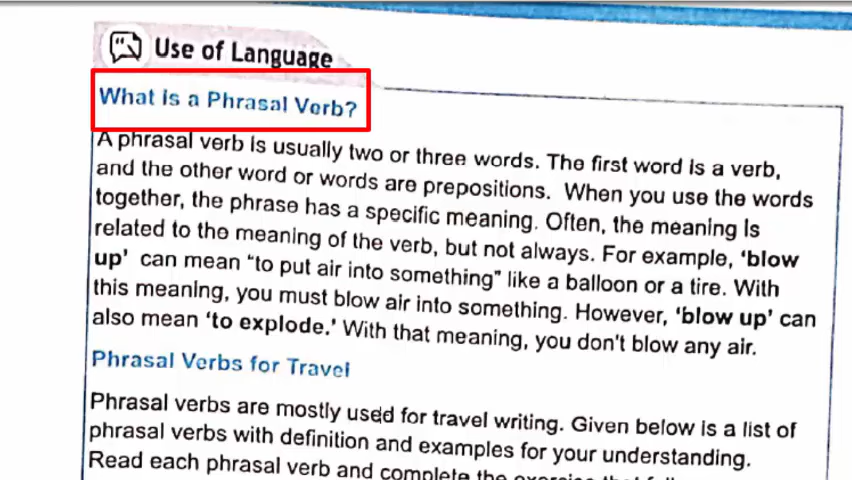 Use of Language
What is a Phrasal Verb?
A phrasal verb is usually two or three words. The first word is a verb,
and the other word or words are prepositions. When you use the words
together, the phrase has a specific meaning. Often, the meaning is
related to the meaning of the verb, but not always. For example, 'blow
up' can mean "to put air into something" like a balloon or a tire. With
this meaning, you must blow air into something. However, 'blow up' can
also mean 'to explode.' With that meaning, you don't blow any air.
Phrasal Verbs for Travel
Phrasal verbs are mostly used for travel writing. Given below is a list of
phrasal verbs with definition and examples for your understanding.
Read each phrasal verb and complete the exercise that